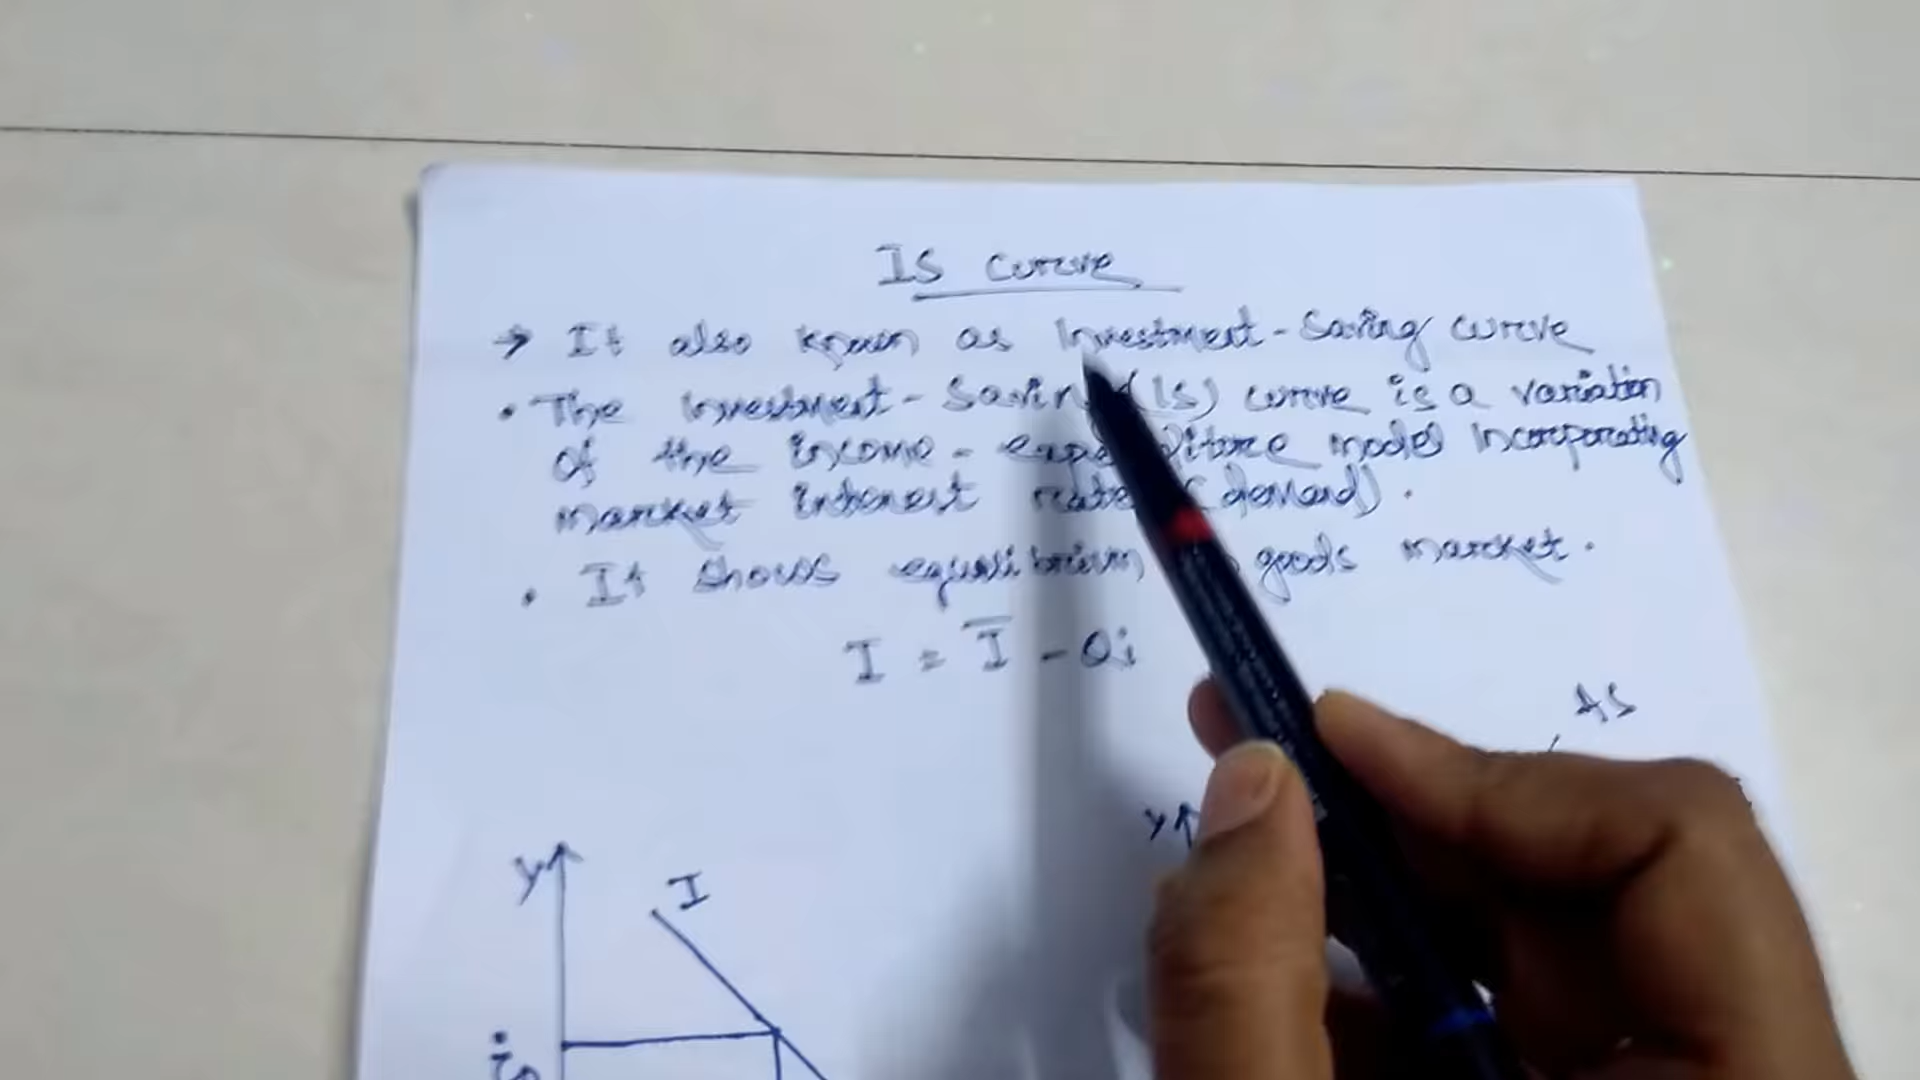 IS Curve
→ It also known as Investment-Saving curve
• The Investment-Saving (IS) curve is a variation
of the income-expenditure model incorporating
market interest rate (demand).
• It shows equilibrium goods market.
I = Ī - Qi
AS
Y
Y
I